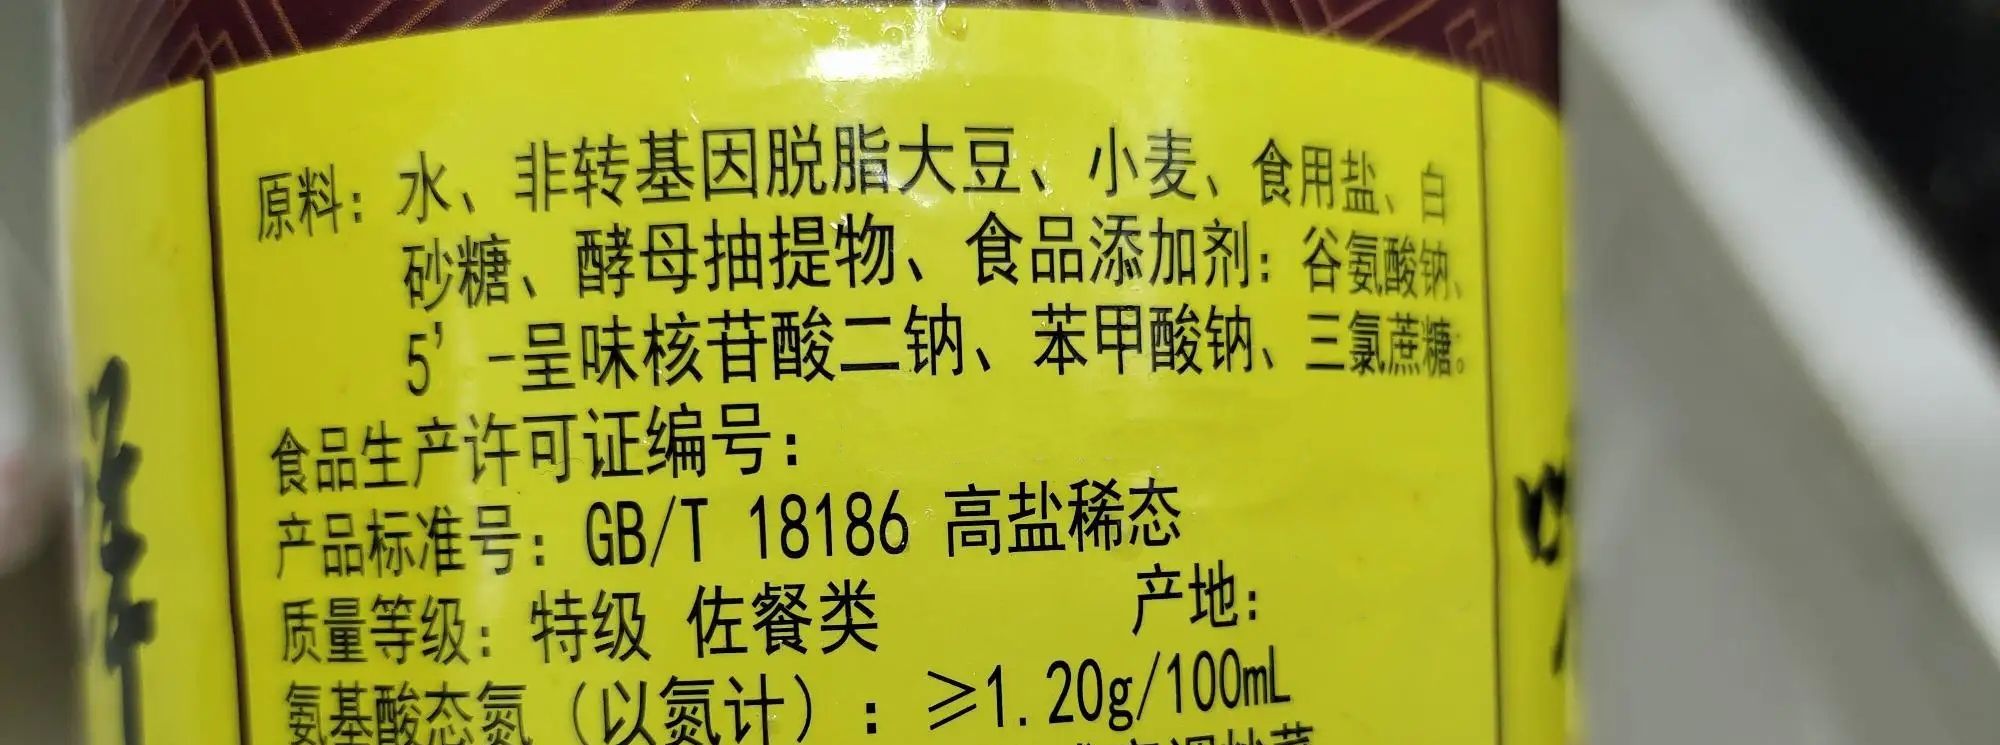 原料：水、非转基因脱脂大豆、小麦、食用盐、白
砂糖、酵母抽提物、食品添加剂：谷氨酸钠、
5’-呈味核苷酸二钠、苯甲酸钠、三氯蔗糖。
食品生产许可证编号：
产品标准号：GB/T 18186 高盐稀态
质量等级：特级 佐餐类 产地：
氨基酸态氮（以氮计）：≥1.20g/100mL